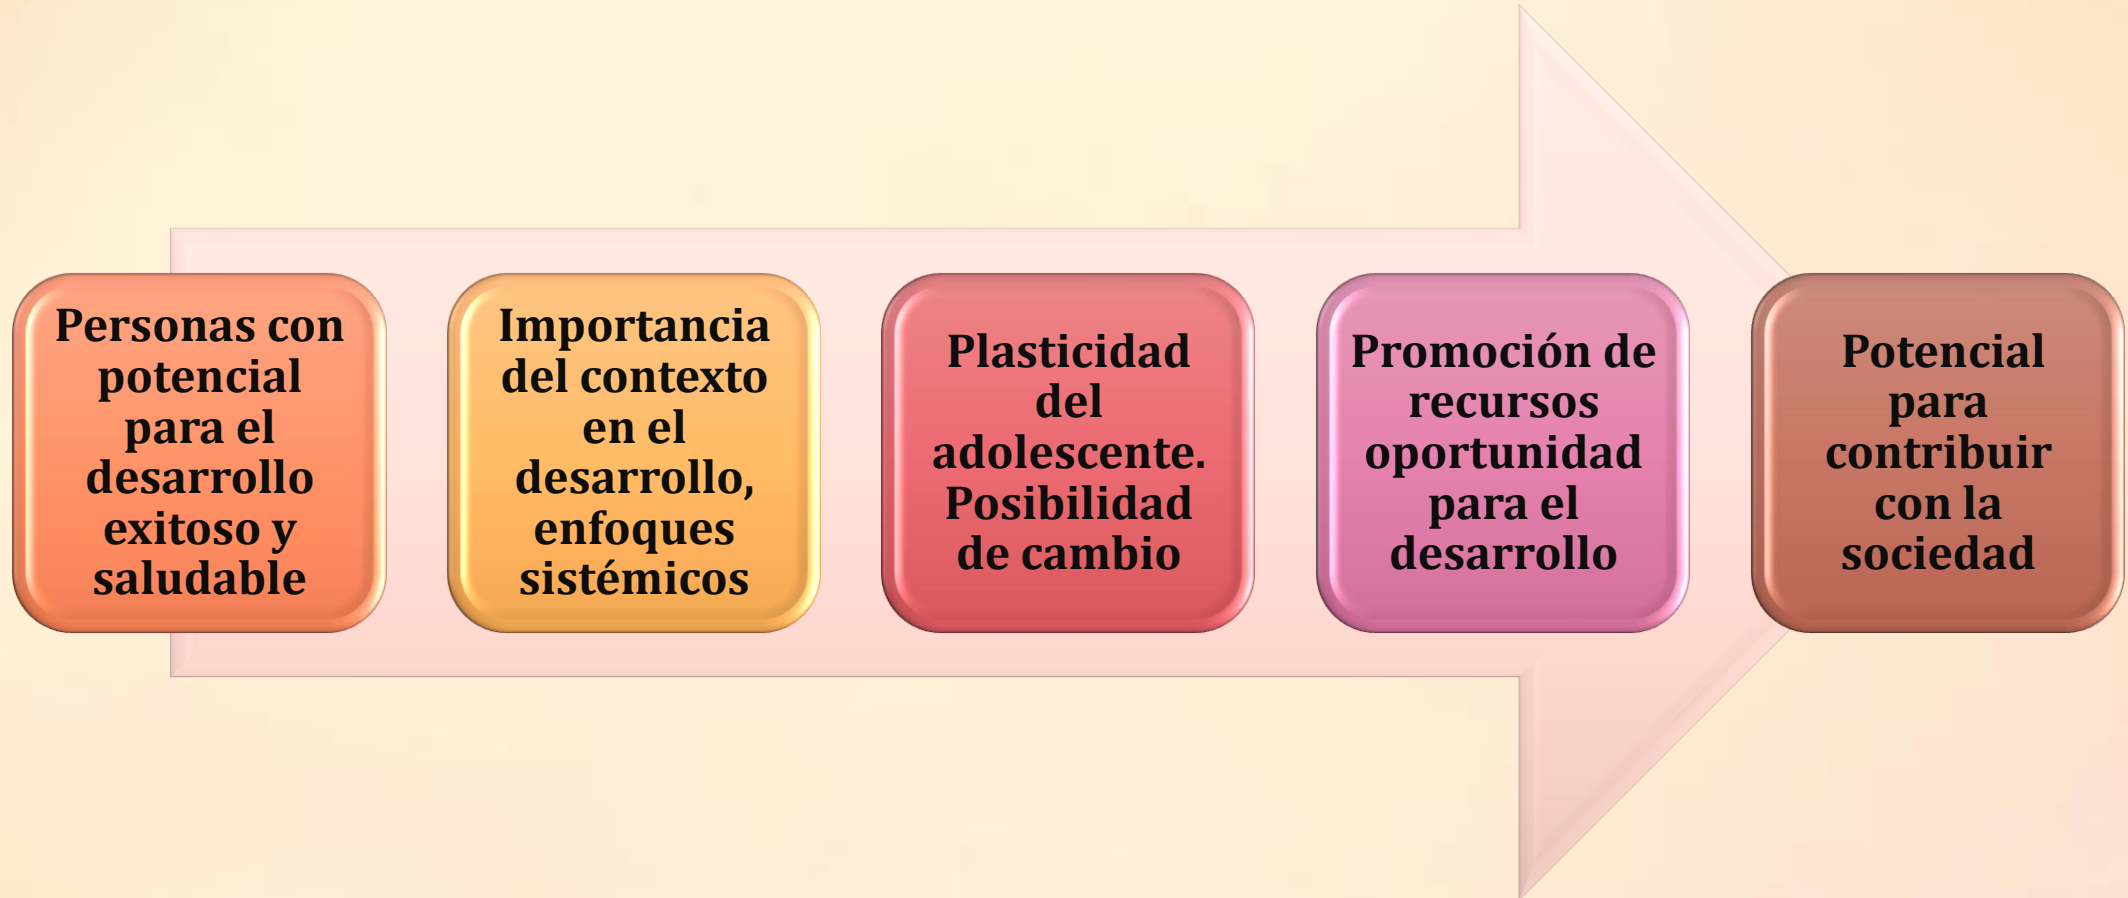 Personas con
potencial
para el
desarrollo
exitoso y
saludable
Importancia
del contexto
en el
desarrollo,
enfoques
sistémicos
Plasticidad
del
adolescente.
Posibilidad
de cambio
Promoción de
recursos
oportunidad
para el
desarrollo
Potencial
para
contribuir
con la
sociedad